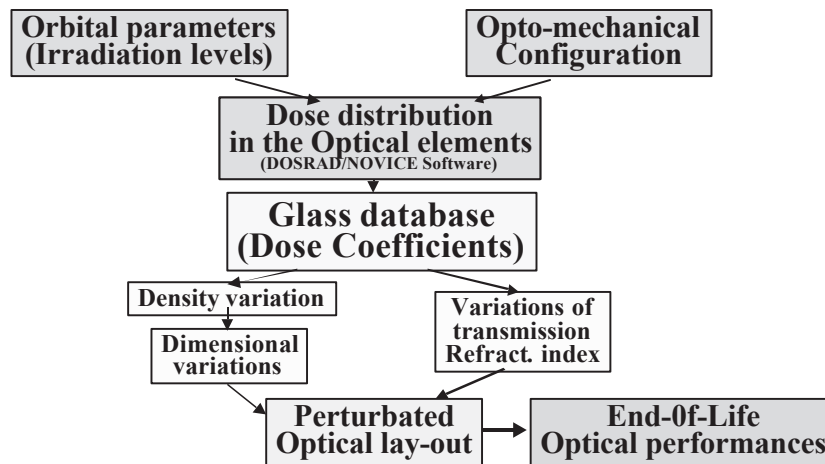 Orbital parameters
(Irradiation levels)
Opto-mechanical
Configuration
Dose distribution
in the Optical elements
(DOSRAD/NOVICE Software)
Glass database
(Dose Coefficients)
Density variation
Dimensional
variations
Variations of
transmission
Refract. index
Perturbated
Optical lay-out
End-0f-Life
Optical performances